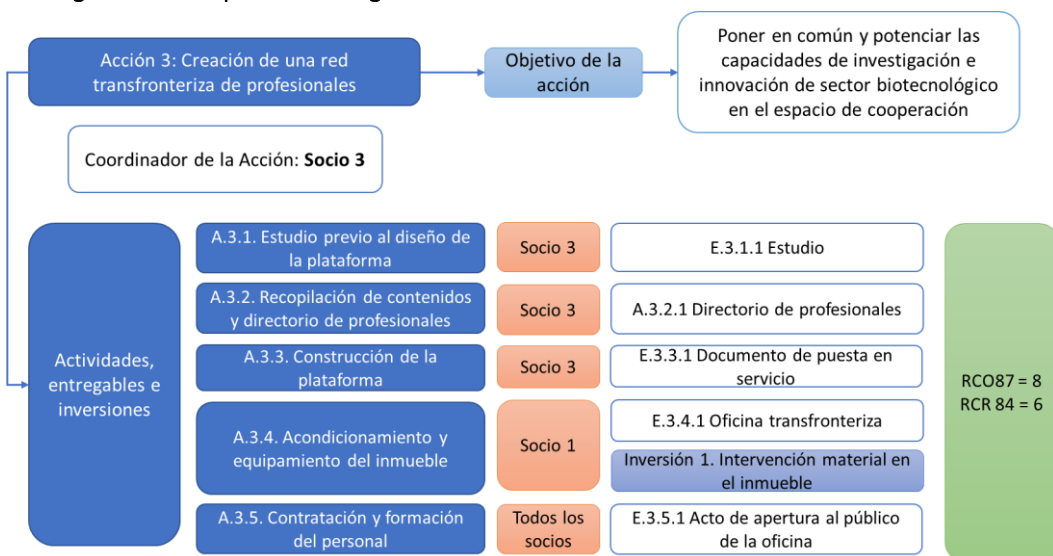 Acción 3: Creación de una red
transfronteriza de profesionales
Objetivo de la
acción
Poner en común y potenciar las
capacidades de investigación e
innovación de sector biotecnológico
en el espacio de cooperación
Coordinador de la Acción: Socio 3
Actividades,
entregables e
inversiones
A.3.1. Estudio previo al diseño de
la plataforma
Socio 3
E.3.1.1 Estudio
A.3.2. Recopilación de contenidos
y directorio de profesionales
Socio 3
A.3.2.1 Directorio de profesionales
A.3.3. Construcción de la
plataforma
Socio 3
E.3.3.1 Documento de puesta en
servicio
A.3.4. Acondicionamiento y
equipamiento del inmueble
Socio 1
E.3.4.1 Oficina transfronteriza
Inversión 1. Intervención material en
el inmueble
A.3.5. Contratación y formación
del personal
Todos los
socios
E.3.5.1 Acto de apertura al público
de la oficina
RCO87 = 8
RCR 84 = 6